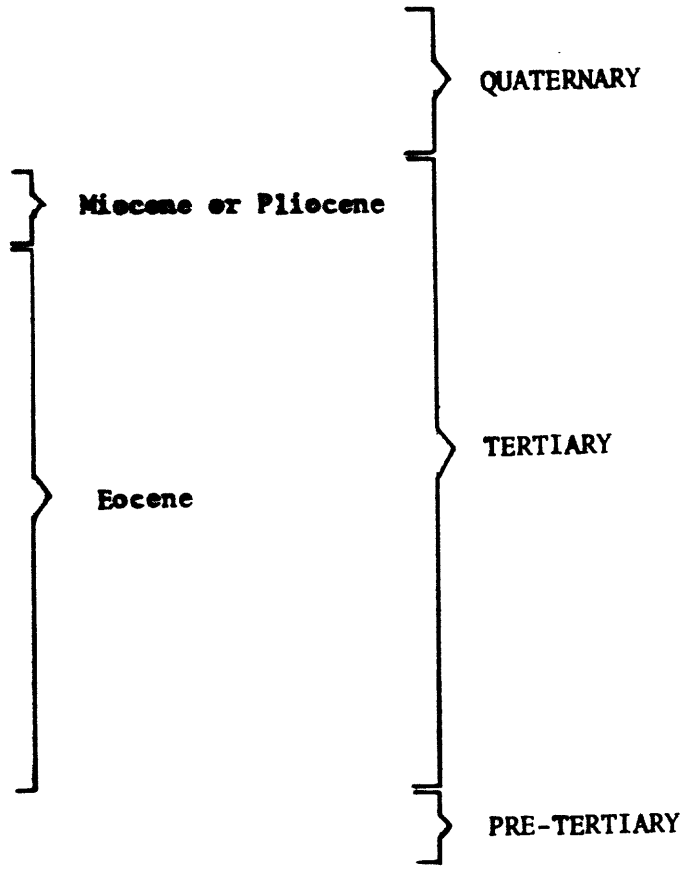 QUATERNARY
Miocene or Pliocene
TERTIARY
Eocene
PRE-TERTIARY